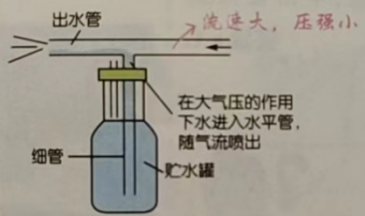 出水管
流速大，压强小
在大气压的作用
下水进入水平管，
随气流喷出
细管
贮水罐